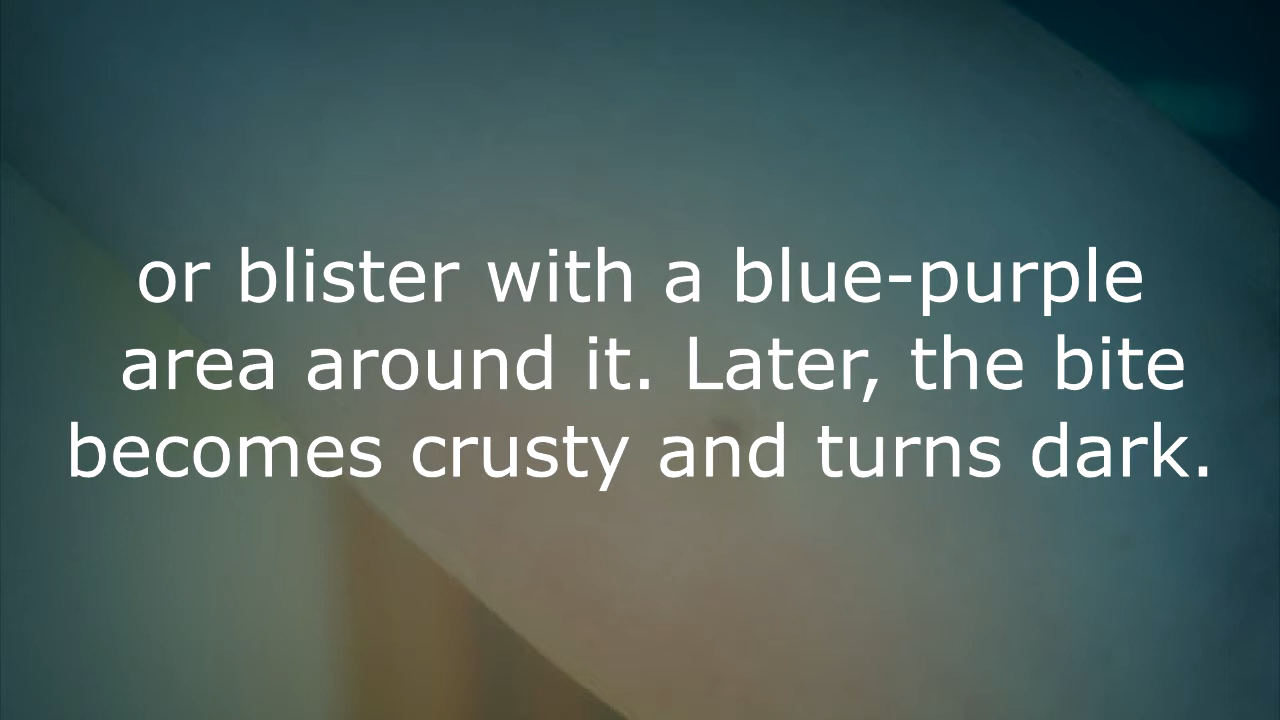 or blister with a blue-purple
area around it. Later, the bite
becomes crusty and turns dark.